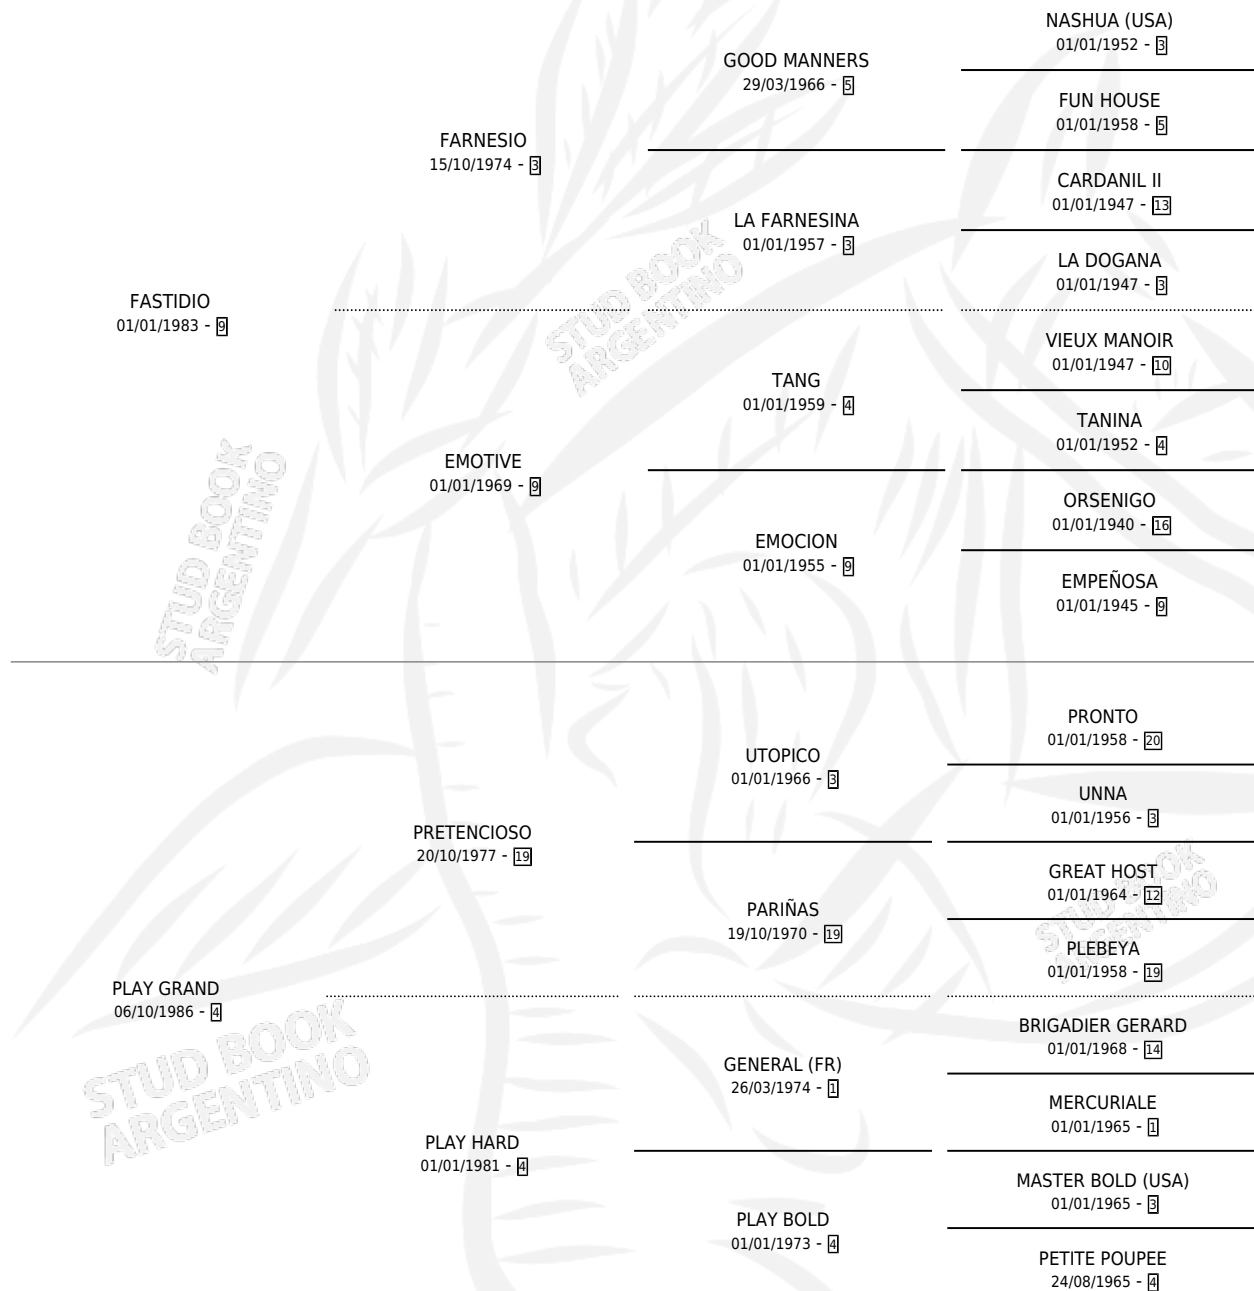 FASTIDIO
01/01/1983 - 9
FARNESIO
15/10/1974 - 3
EMOTIVE
01/01/1969 - 9
GOOD MANNERS
29/03/1966 - 5
LA FARNESINA
01/01/1957 - 3
TANG
01/01/1959 - 4
EMOCION
01/01/1955 - 9
NASHUA (USA)
01/01/1952 - 3
FUN HOUSE
01/01/1958 - 5
CARDANIL II
01/01/1947 - 13
LA DOGANA
01/01/1947 - 3
VIEUX MANOIR
01/01/1947 - 10
TANINA
01/01/1952 - 4
ORSENIGO
01/01/1940 - 16
EMPEÑOSA
01/01/1945 - 9
PLAY GRAND
06/10/1986 - 4
PRETENCIOSO
20/10/1977 - 19
PLAY HARD
01/01/1981 - 4
UTOPICO
01/01/1966 - 3
PARIÑAS
19/10/1970 - 19
GENERAL (FR)
26/03/1974 - 1
PLAY BOLD
01/01/1973 - 4
PRONTO
01/01/1958 - 20
UNNA
01/01/1956 - 3
GREAT HOST
01/01/1964 - 12
PLEBEYA
01/01/1958 - 19
BRIGADIER GERARD
01/01/1968 - 14
MERCURIALE
01/01/1965 - 1
MASTER BOLD (USA)
01/01/1965 - 3
PETITE POUPEE
24/08/1965 - 4
STUD BOOK
ARGENTINO
STUD BOOK
ARGENTINO
STUD BOOK
ARGENTINO
STUD BOOK
ARGENTINO